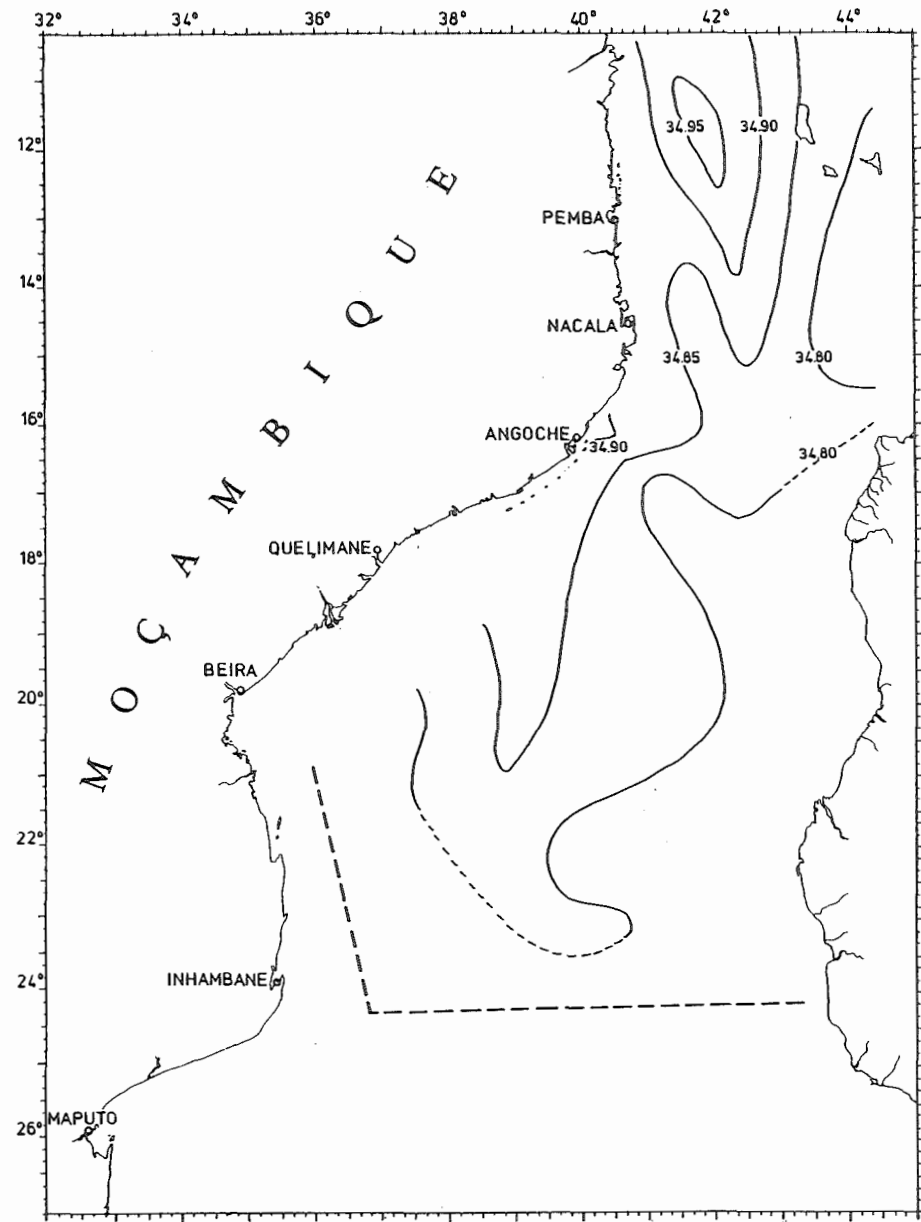 32° 34° 36° 38° 40° 42° 44°
12°
14°
16°
18°
20°
22°
24°
26°
MOÇAMBIQUE
34.95
34.90
PEMBA
NACALA
34.85
34.80
ANGOCHE
34.90
34.80
QUELIMANE
BEIRA
INHAMBANE
MAPUTO